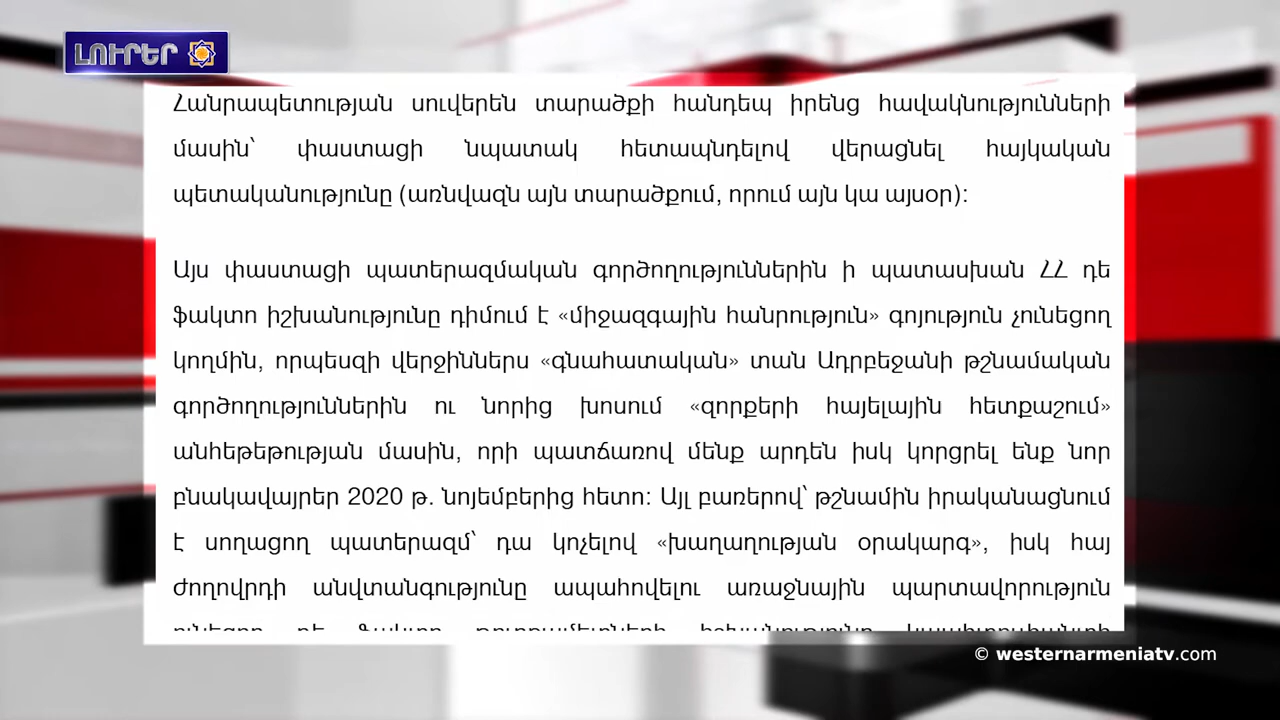 ԼՈՒՐԵՐ
Հանրապետության սուվերեն տարածքի հանդեպ իրենց հավակնությունների
մասին՝ փաստացի նպատակ հետապնդելով վերացնել հայկական
պետականությունը (առնվազն այն տարածքում, որում այն կա այսօր)։
Այս փաստացի պատերազմական գործողություններին ի պատասխան ՀՀ դե
ֆակտո իշխանությունը դիմում է «միջազգային հանրություն» գոյություն չունեցող
կողմին, որպեսզի վերջիններս «գնահատական» տան Ադրբեջանի թշնամական
գործողություններին ու նորից խոսում «զորքերի հայելային հետքաշում»
անհեթեթության մասին, որի պատճառով մենք արդեն իսկ կորցրել ենք նոր
բնակավայրեր 2020 թ. նոյեմբերից հետո։ Այլ բառերով՝ թշնամին իրականացնում
է սողացող պատերազմ՝ դա կոչելով «խաղաղության օրակարգ», իսկ հայ
ժողովրդի անվտանգությունը ապահովելու առաջնային պարտավորություն
© westernarmeniatv.com